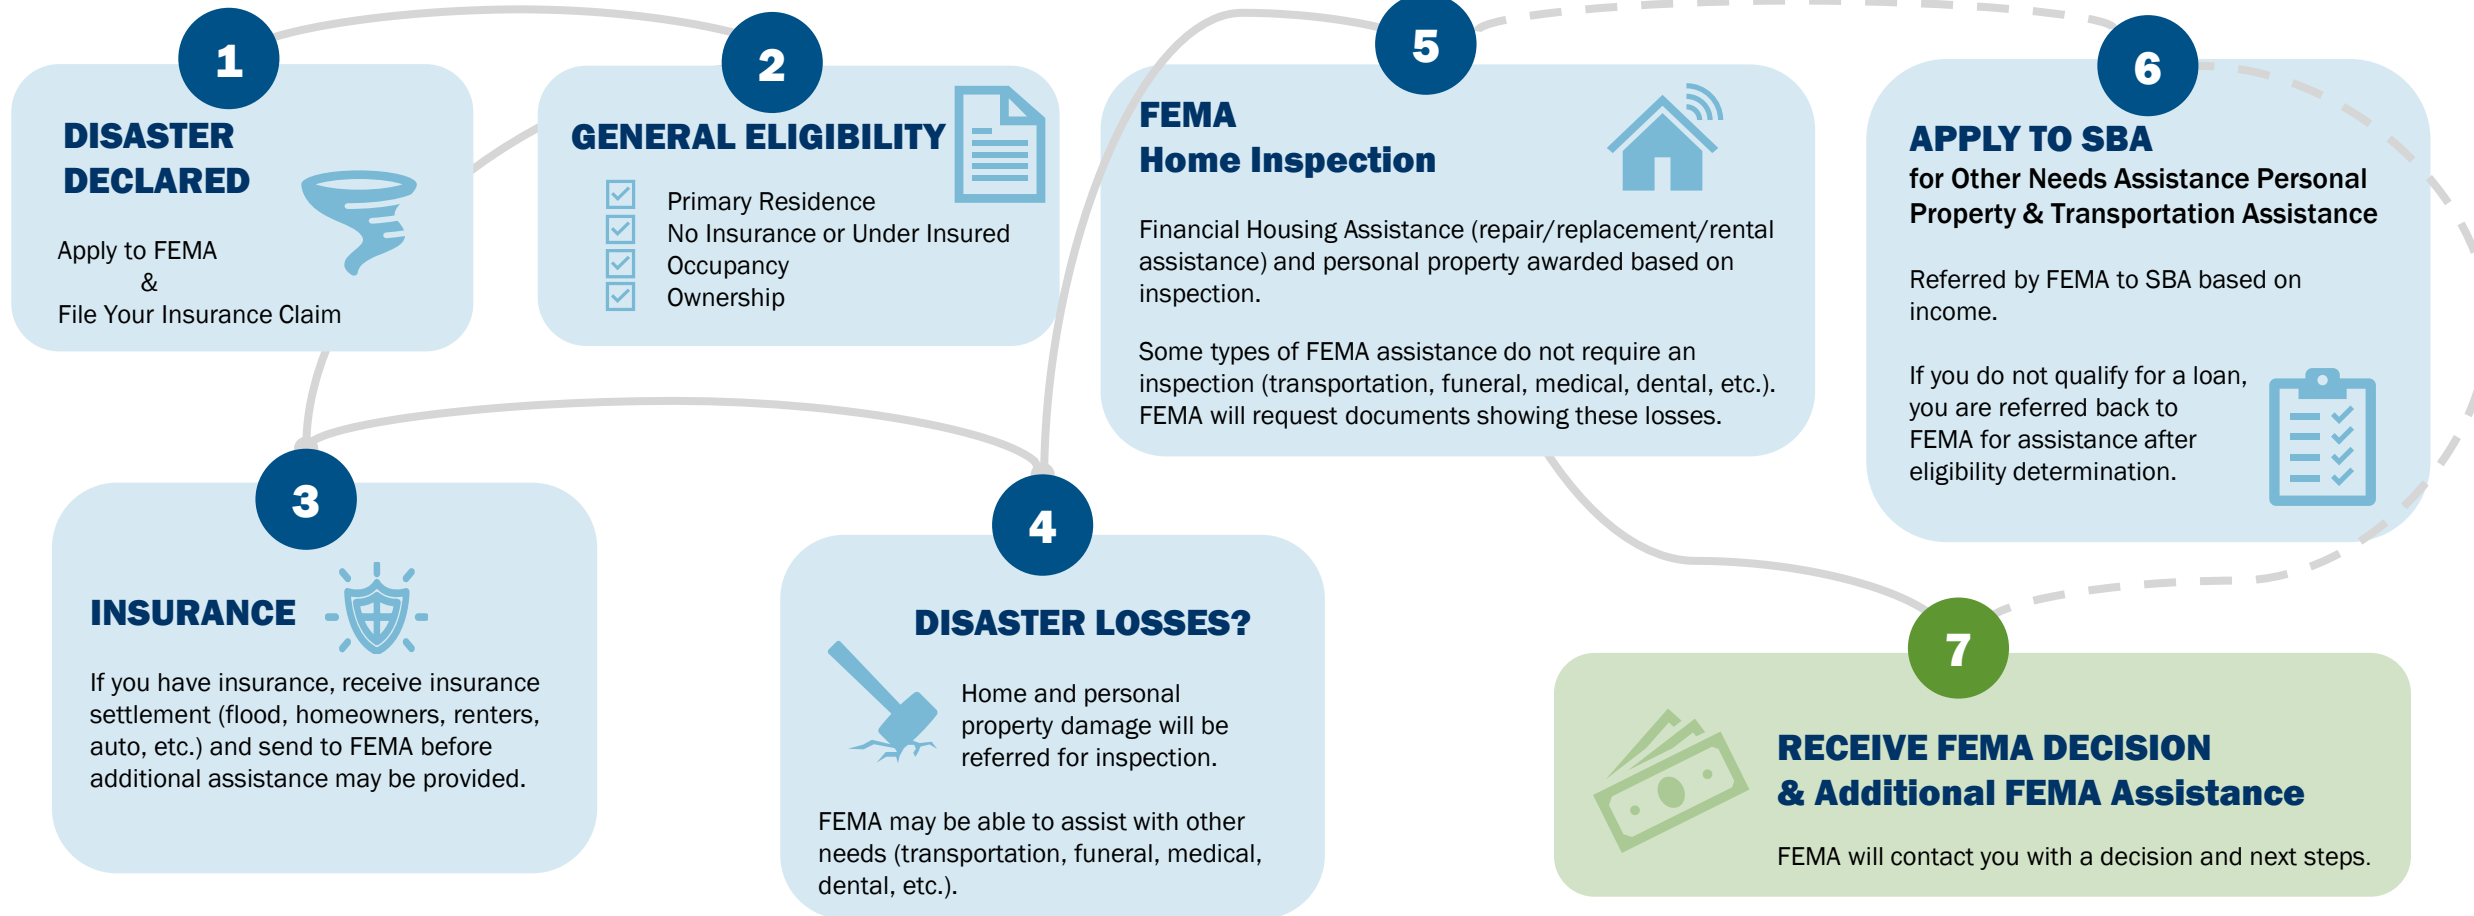 1
DISASTER
DECLARED
Apply to FEMA
&
File Your Insurance Claim
2
GENERAL ELIGIBILITY
Primary Residence
No Insurance or Under Insured
Occupancy
Ownership
3
INSURANCE
If you have insurance, receive insurance
settlement (flood, homeowners, renters,
auto, etc.) and send to FEMA before
additional assistance may be provided.
4
DISASTER LOSSES?
Home and personal
property damage will be
referred for inspection.
FEMA may be able to assist with other
needs (transportation, funeral, medical,
dental, etc.).
5
FEMA
Home Inspection
Financial Housing Assistance (repair/replacement/rental
assistance) and personal property awarded based on
inspection.
Some types of FEMA assistance do not require an
inspection (transportation, funeral, medical, dental, etc.).
FEMA will request documents showing these losses.
6
APPLY TO SBA
for Other Needs Assistance Personal
Property & Transportation Assistance
Referred by FEMA to SBA based on
income.
If you do not qualify for a loan,
you are referred back to
FEMA for assistance after
eligibility determination.
7
RECEIVE FEMA DECISION
& Additional FEMA Assistance
FEMA will contact you with a decision and next steps.